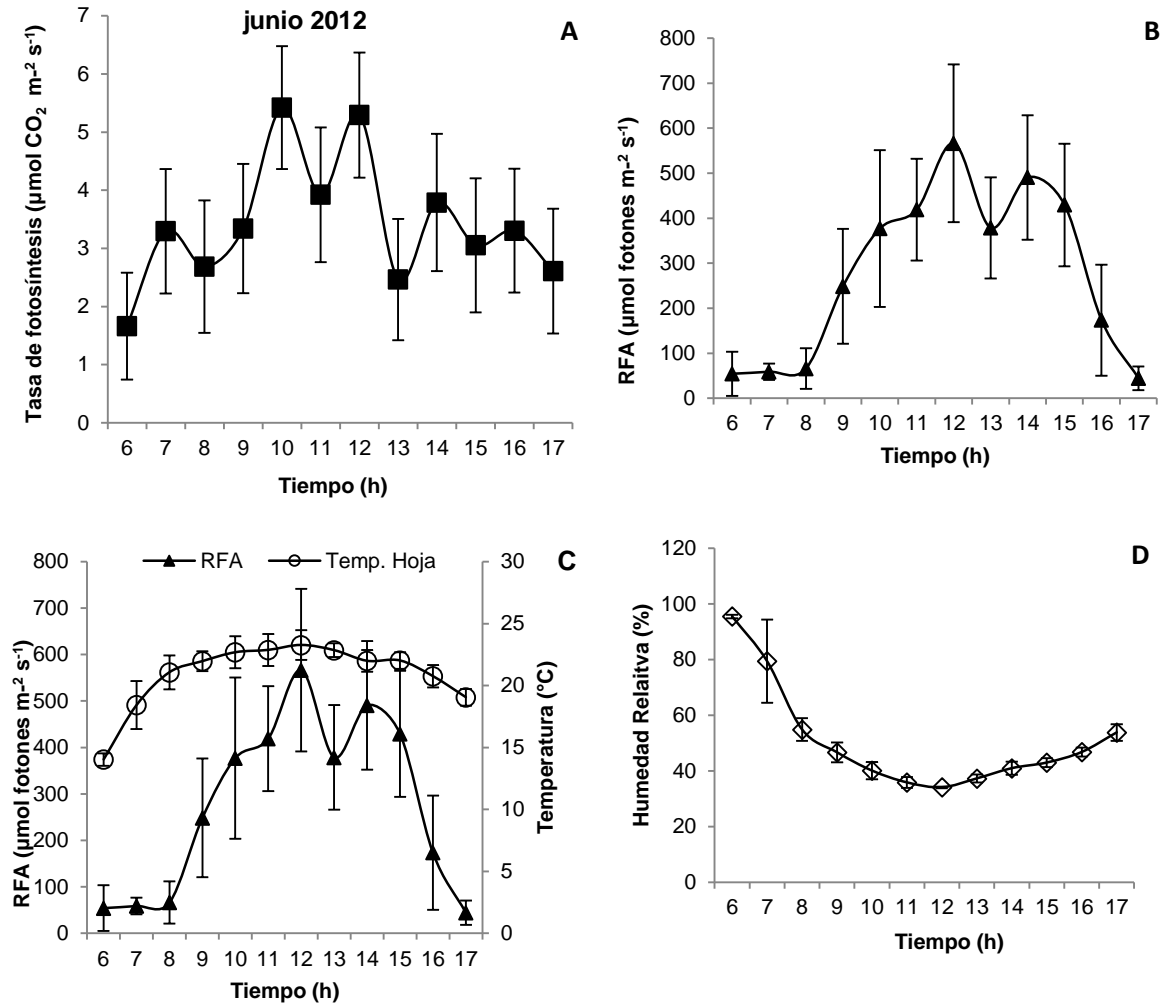 junio 2012
A
Tasa de fotosíntesis (µmol CO₂ m-² s-¹)
7
6
5
4
3
2
1
0
6 7 8 9 10 11 12 13 14 15 16 17
Tiempo (h)
B
RFA (µmol fotones m-² s-¹)
800
700
600
500
400
300
200
100
0
6 7 8 9 10 11 12 13 14 15 16 17
Tiempo (h)
C
RFA Temp. Hoja
RFA (µmol fotones m-² s-¹)
800
700
600
500
400
300
200
100
0
30
25
20
15
10
5
0
Temperatura (°C)
6 7 8 9 10 11 12 13 14 15 16 17
Tiempo (h)
D
Humedad Relaitva (%)
120
100
80
60
40
20
0
6 7 8 9 10 11 12 13 14 15 16 17
Tiempo (h)